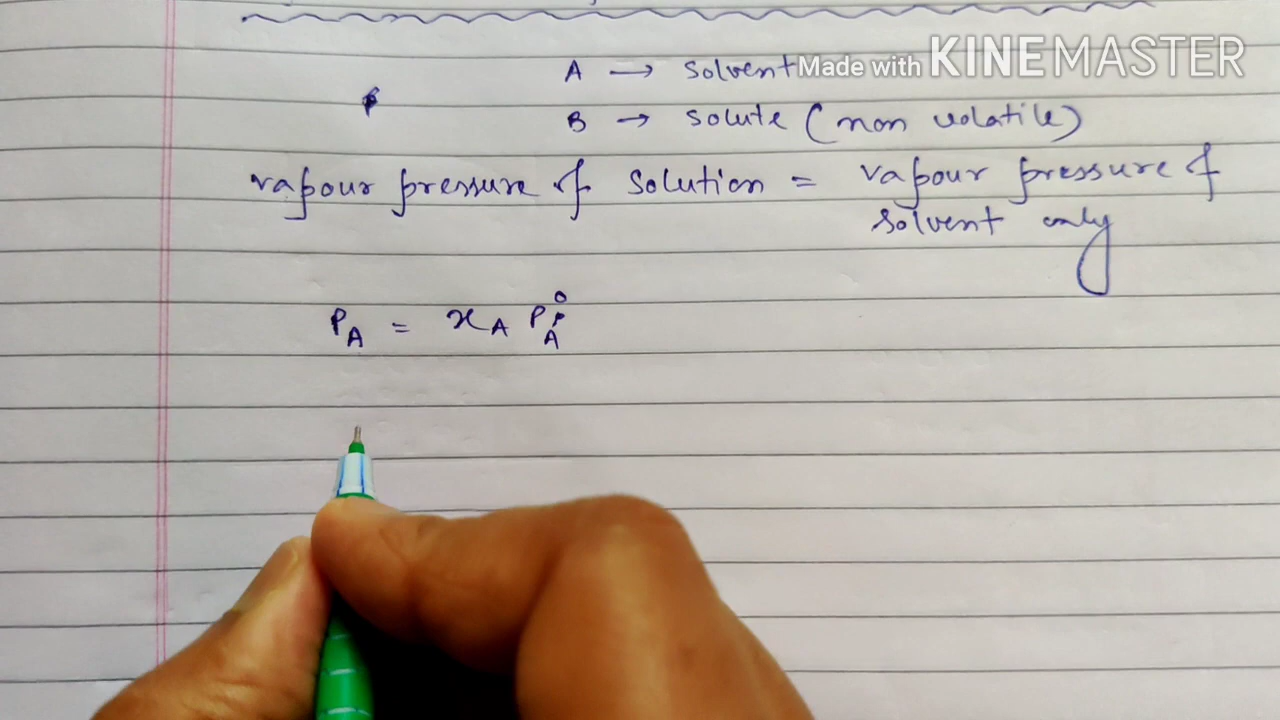 A → solvent Made with KINEMASTER
B → solute (non volatile)
vapour pressure of solution = vapour pressure of
solvent only
P_A = x_A P°_A